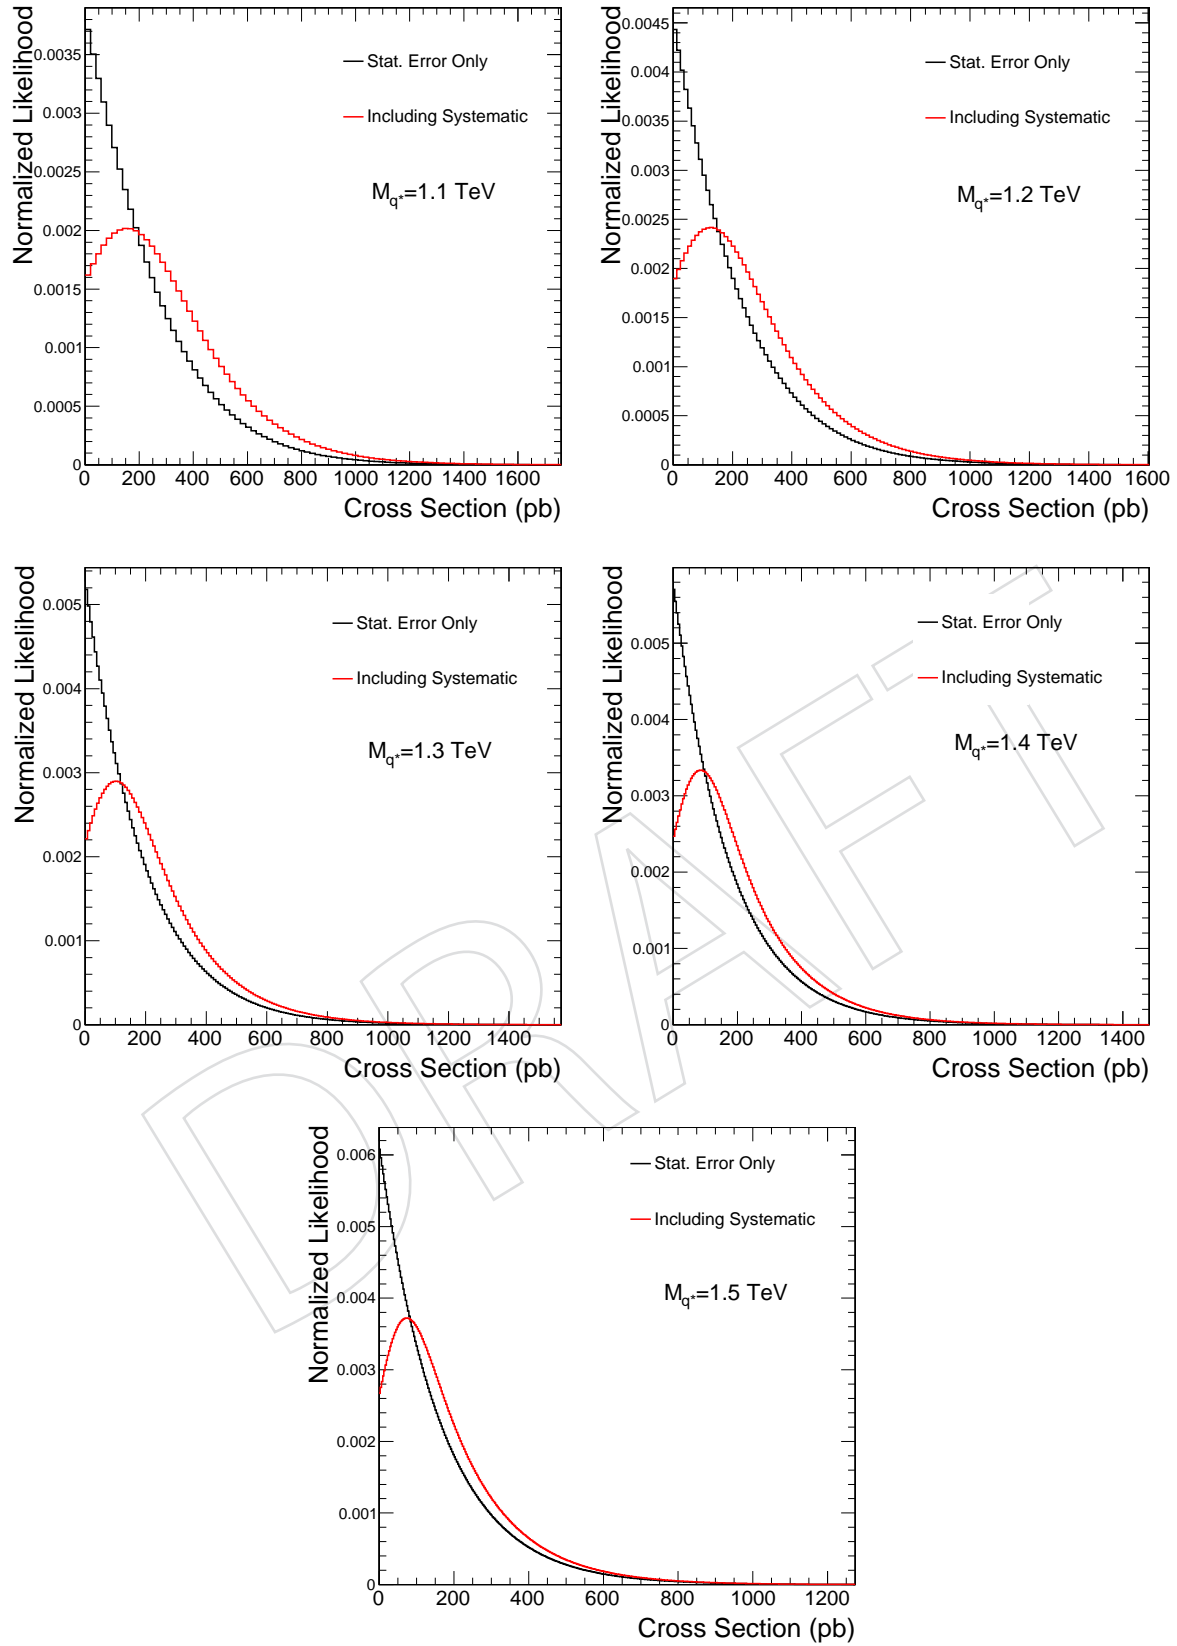 Normalized Likelihood
0.0035
0.003
0.0025
0.002
0.0015
0.001
0.0005
0
Stat. Error Only
Including Systematic
M_q*=1.1 TeV
0 200 400 600 800 1000 1200 1400 1600
Cross Section (pb)
Normalized Likelihood
0.0045
0.004
0.0035
0.003
0.0025
0.002
0.0015
0.001
0.0005
0
Stat. Error Only
Including Systematic
M_q*=1.2 TeV
0 200 400 600 800 1000 1200 1400 1600
Cross Section (pb)
Normalized Likelihood
0.005
0.004
0.003
0.002
0.001
0
Stat. Error Only
Including Systematic
M_q*=1.3 TeV
0 200 400 600 800 1000 1200 1400
Cross Section (pb)
Normalized Likelihood
0.005
0.004
0.003
0.002
0.001
0
Stat. Error Only
Including Systematic
M_q*=1.4 TeV
0 200 400 600 800 1000 1200 1400
Cross Section (pb)
Normalized Likelihood
0.006
0.005
0.004
0.003
0.002
0.001
0
Stat. Error Only
Including Systematic
M_q*=1.5 TeV
0 200 400 600 800 1000 1200
Cross Section (pb)
DRAFT